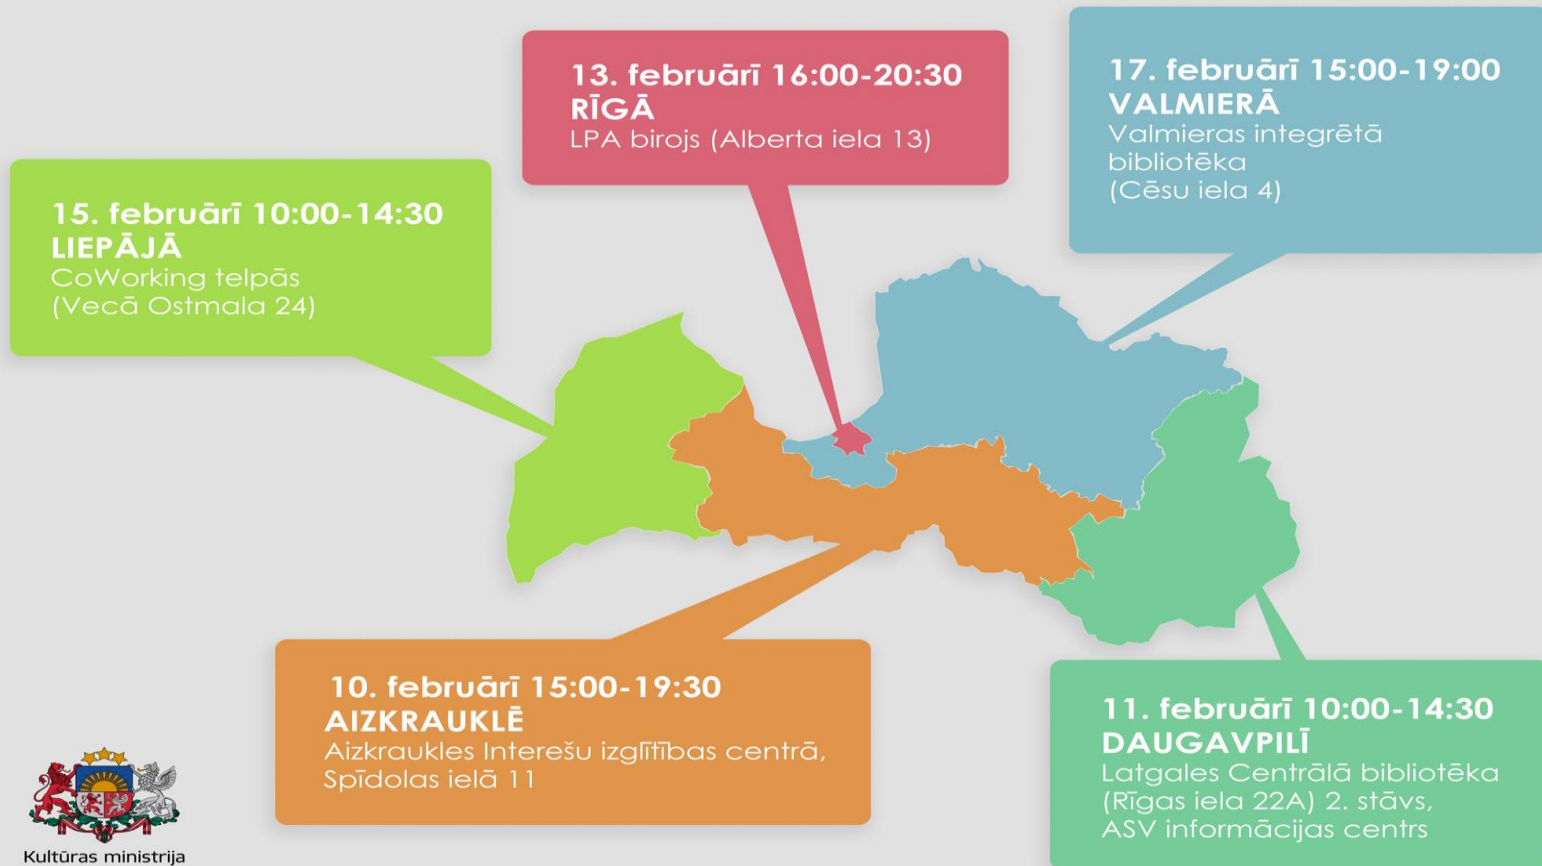 13. februārī 16:00-20:30
RĪGĀ
LPA birojs (Alberta iela 13)
17. februārī 15:00-19:00
VALMIERĀ
Valmieras integrētā
bibliotēka
(Cēsu iela 4)
15. februārī 10:00-14:30
LIEPĀJĀ
CoWorking telpās
(Vecā Ostmala 24)
10. februārī 15:00-19:30
AIZKRAUKLĒ
Aizkraukles Interešu izglītības centrā,
Spīdolas ielā 11
11. februārī 10:00-14:30
DAUGAVPILĪ
Latgales Centrālā bibliotēka
(Rīgas iela 22A) 2. stāvs,
ASV informācijas centrs
Kultūras ministrija